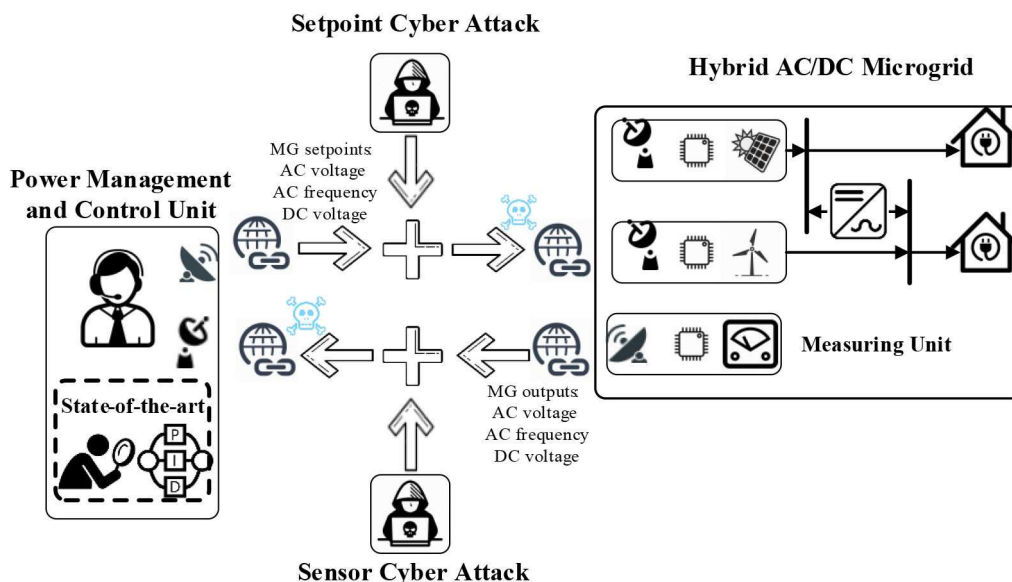 Setpoint Cyber Attack
Hybrid AC/DC Microgrid
MG setpoints:
AC voltage
AC frequency
DC voltage
Power Management
and Control Unit
State-of-the-art
P
I
D
MG outputs:
AC voltage
AC frequency
DC voltage
Measuring Unit
Sensor Cyber Attack